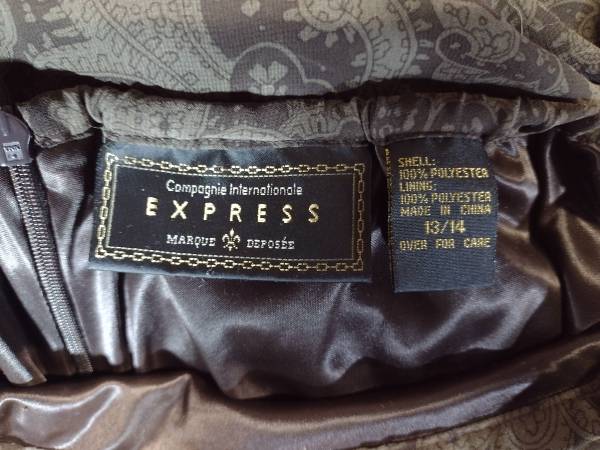 Compagnie Internationale
EXPRESS
MARQUE DEPOSÉE
SHELL:
100% POLYESTER
LINING:
100% POLYESTER
MADE IN CHINA
13/14
OVER FOR CARE